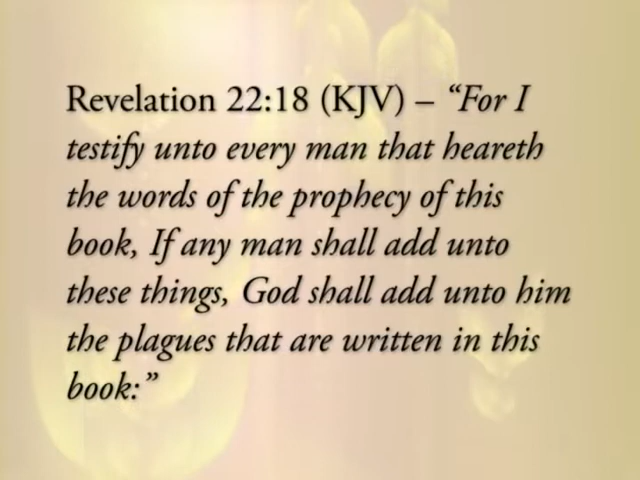 Revelation 22:18 (KJV) – “For I
testify unto every man that heareth
the words of the prophecy of this
book, If any man shall add unto
these things, God shall add unto him
the plagues that are written in this
book:”